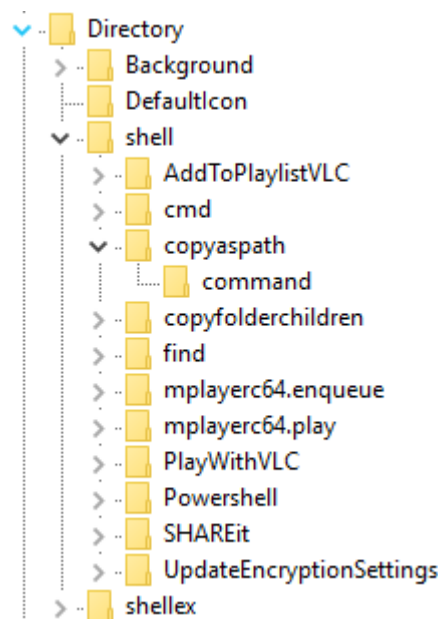 Directory
Background
DefaultIcon
shell
AddToPlaylistVLC
cmd
copyaspath
command
copyfolderchildren
find
mplayerc64.enqueue
mplayerc64.play
PlayWithVLC
Powershell
SHAREit
UpdateEncryptionSettings
shellex